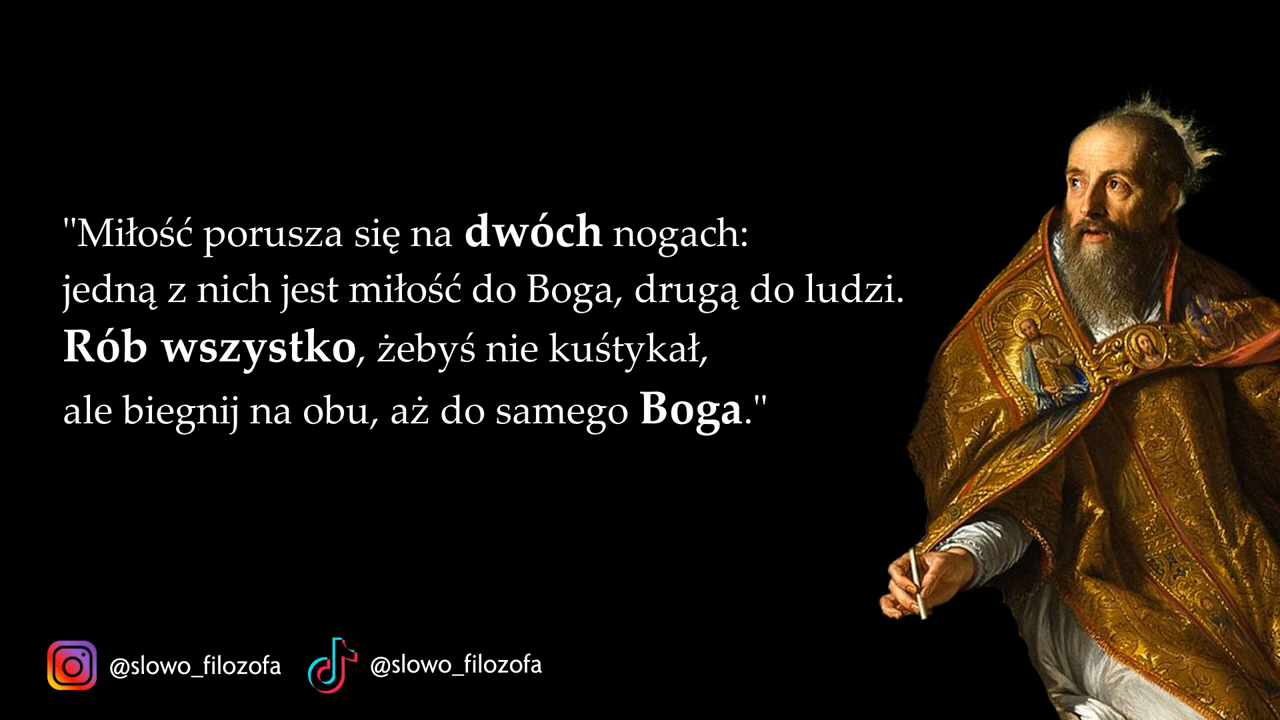 "Miłość porusza się na dwóch nogach:
jedną z nich jest miłość do Boga, drugą do ludzi.
Rób wszystko, żebyś nie kuśtykał,
ale biegnij na obu, aż do samego Boga."
@slowo_filozofa @slowo_filozofa